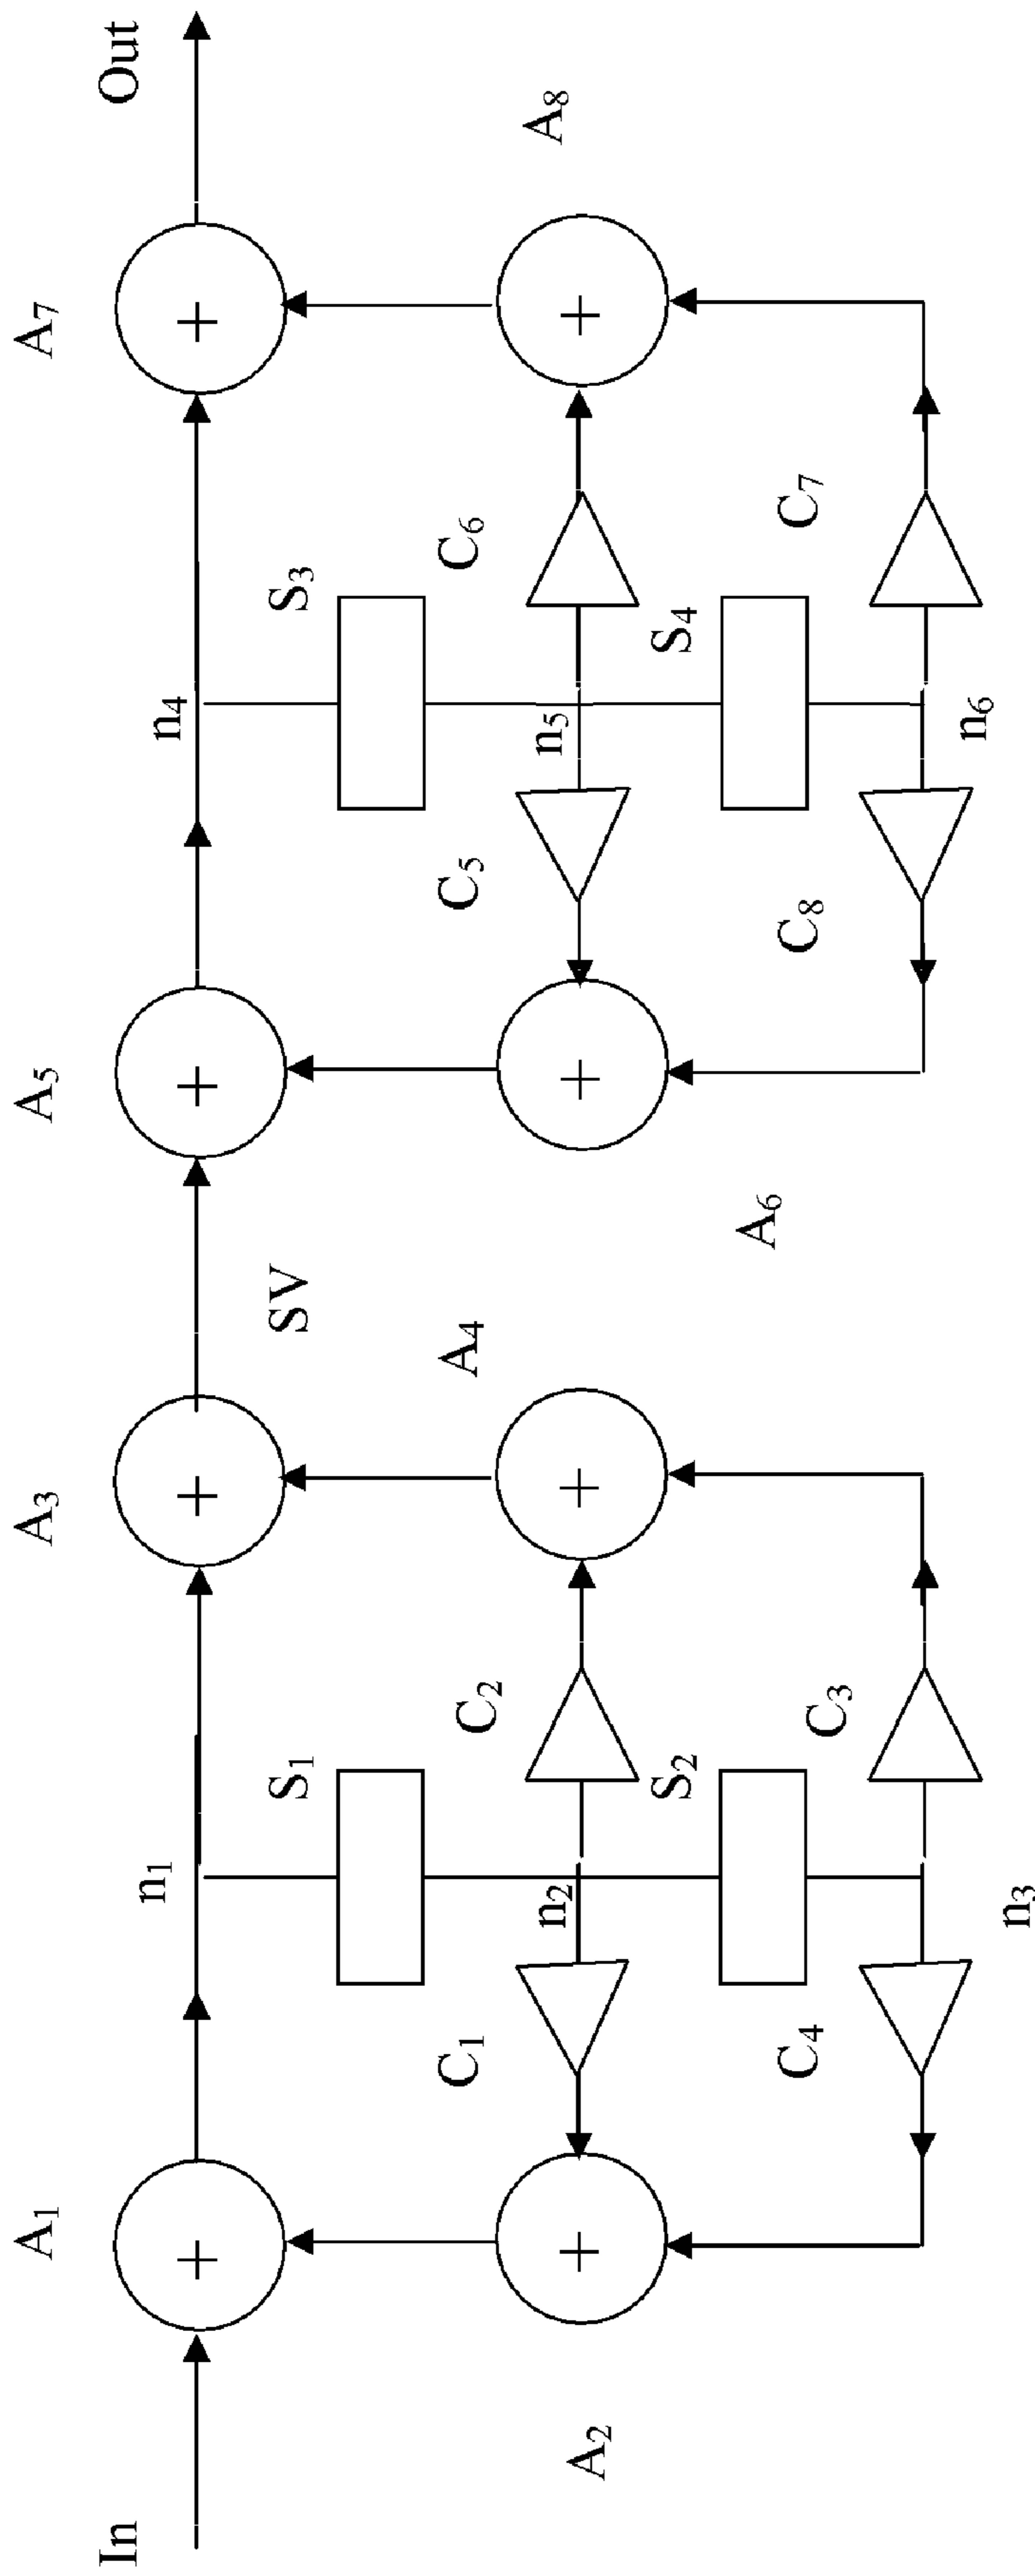 In
Out
A₁
A₃
A₅
A₇
n₁
n₄
S₁
SV
S₃
C₁
C₂
A₄
C₅
C₆
A₂
n₂
n₅
A₈
S₂
A₆
S₄
C₄
C₃
C₈
C₇
n₃
n₆
+
+
+
+
+
+
+
+